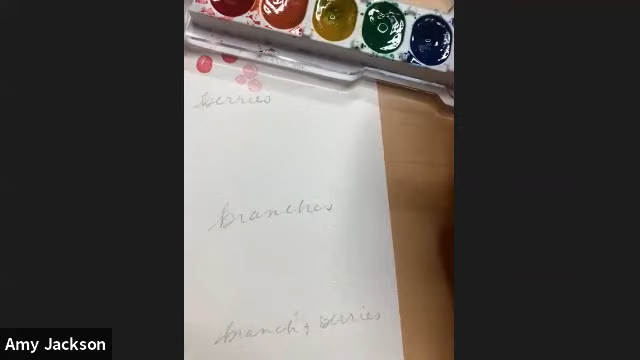 berries
branches
branch + berries
Amy Jackson